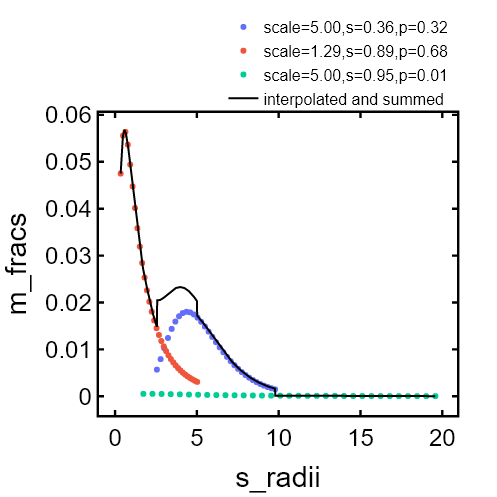 scale=5.00,s=0.36,p=0.32
scale=1.29,s=0.89,p=0.68
scale=5.00,s=0.95,p=0.01
interpolated and summed
0.06
0.05
0.04
0.03
0.02
0.01
0
m_fracs
0 5 10 15 20
s_radii